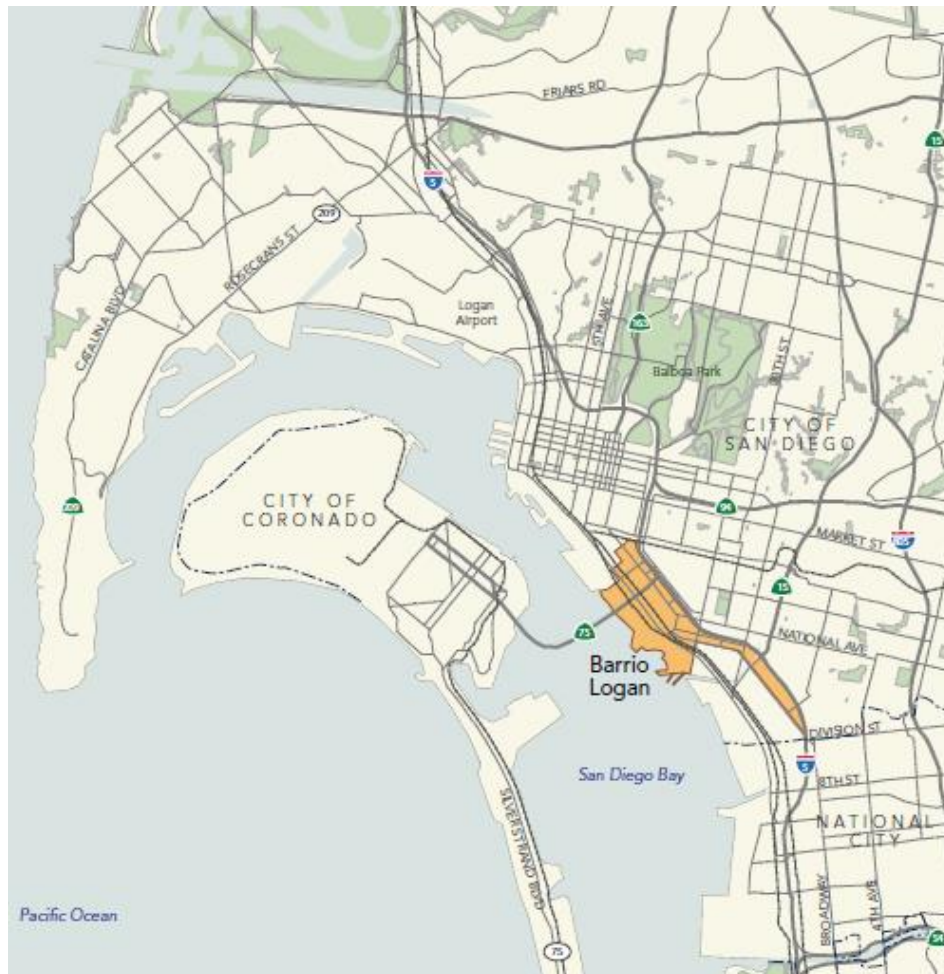 FRIARS RD
15
5
209
ROSECRANS ST
CATALINA BLVD
Logan
Airport
5TH AVE
163
Balboa Park
30TH ST
CITY OF
SAN DIEGO
CITY OF
CORONADO
94
MARKET ST
805
15
75
NATIONAL AVE
Barrio
Logan
DIVISION ST
5
San Diego Bay
8TH ST
SILVER STRAND BLVD
NATIONAL
CITY
BROADWAY
4TH AVE
Pacific Ocean
75
54